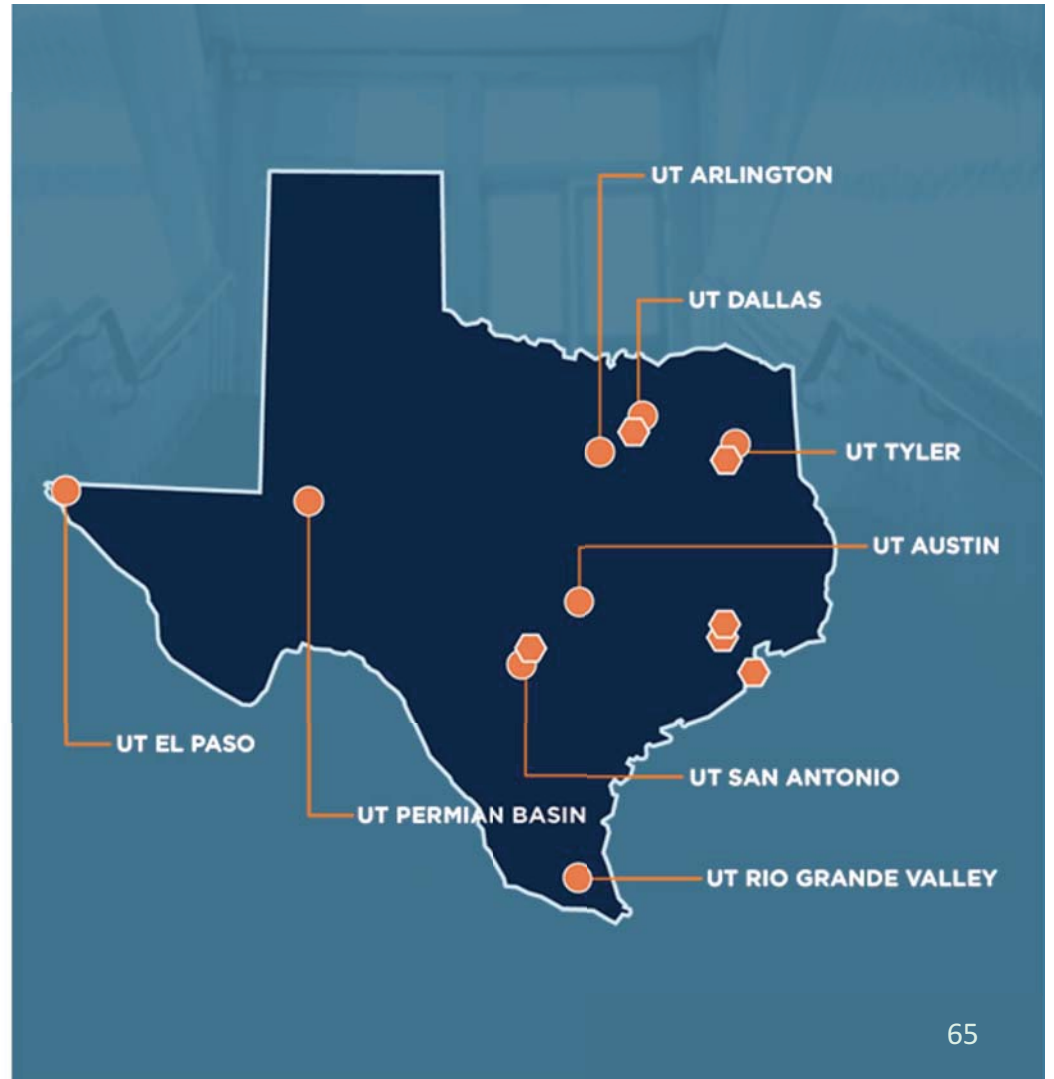 UT ARLINGTON
UT DALLAS
UT TYLER
UT AUSTIN
UT EL PASO
UT SAN ANTONIO
UT PERMIAN BASIN
UT RIO GRANDE VALLEY
65